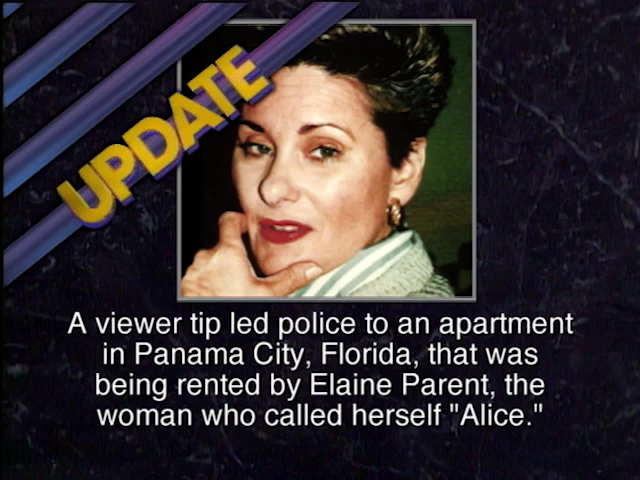 UPDATE
A viewer tip led police to an apartment
in Panama City, Florida, that was
being rented by Elaine Parent, the
woman who called herself "Alice."